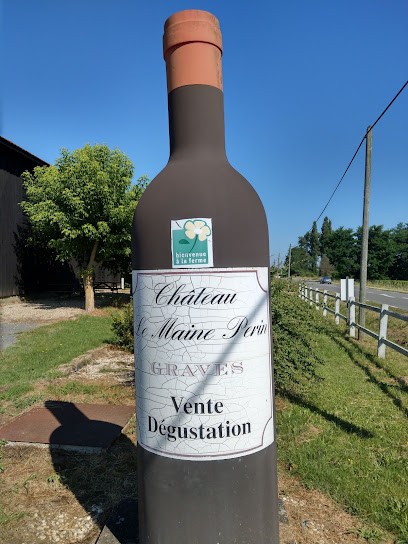 bienvenue
à la ferme
Château
Le Maine Perin
GRAVES
Vente
Dégustation